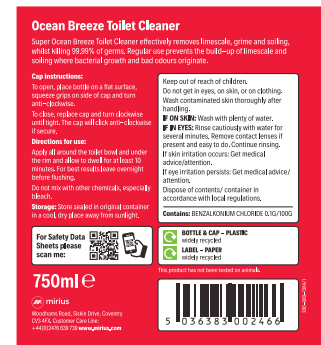 Ocean Breeze Toilet Cleaner
Super Ocean Breeze Toilet Cleaner effectively removes limescale, grime and soiling,
whilst killing 99.99% of germs. Regular use prevents the build-up of limescale and
soiling where bacterial growth and bad odours originate.
Cap instructions:
To open, place bottle on a flat surface,
squeeze grips on side of cap and turn
anti-clockwise.
To close, replace cap and turn clockwise
until tight. The cap will click anti-clockwise
if secure.
Directions for use:
Apply all around the toilet bowl and under
the rim and allow to dwell for at least 10
minutes. For best results leave overnight
before flushing.
Do not mix with other chemicals, especially
bleach.
Storage: Store sealed in original container
in a cool, dry place away from sunlight.
For Safety Data
Sheets please
scan me:
750ml e
mirius
Woodhams Road, Siskin Drive, Coventry
CV3 4FX. Customer Care Line:
+44(0)2476 639 739 www.mirius.com
Keep out of reach of children.
Do not get in eyes, on skin, or on clothing.
Wash contaminated skin thoroughly after
handling.
IF ON SKIN: Wash with plenty of water.
IF IN EYES: Rinse cautiously with water for
several minutes. Remove contact lenses if
present and easy to do. Continue rinsing.
If skin irritation occurs: Get medical
advice/attention.
If eye irritation persists: Get medical advice/
attention.
Dispose of contents/ container in
accordance with local regulations.
Contains: BENZALKONIUM CHLORIDE 0.1G/100G
BOTTLE & CAP – PLASTIC
widely recycled
LABEL – PAPER
widely recycled
This product has not been tested on animals.
5 036383 002466